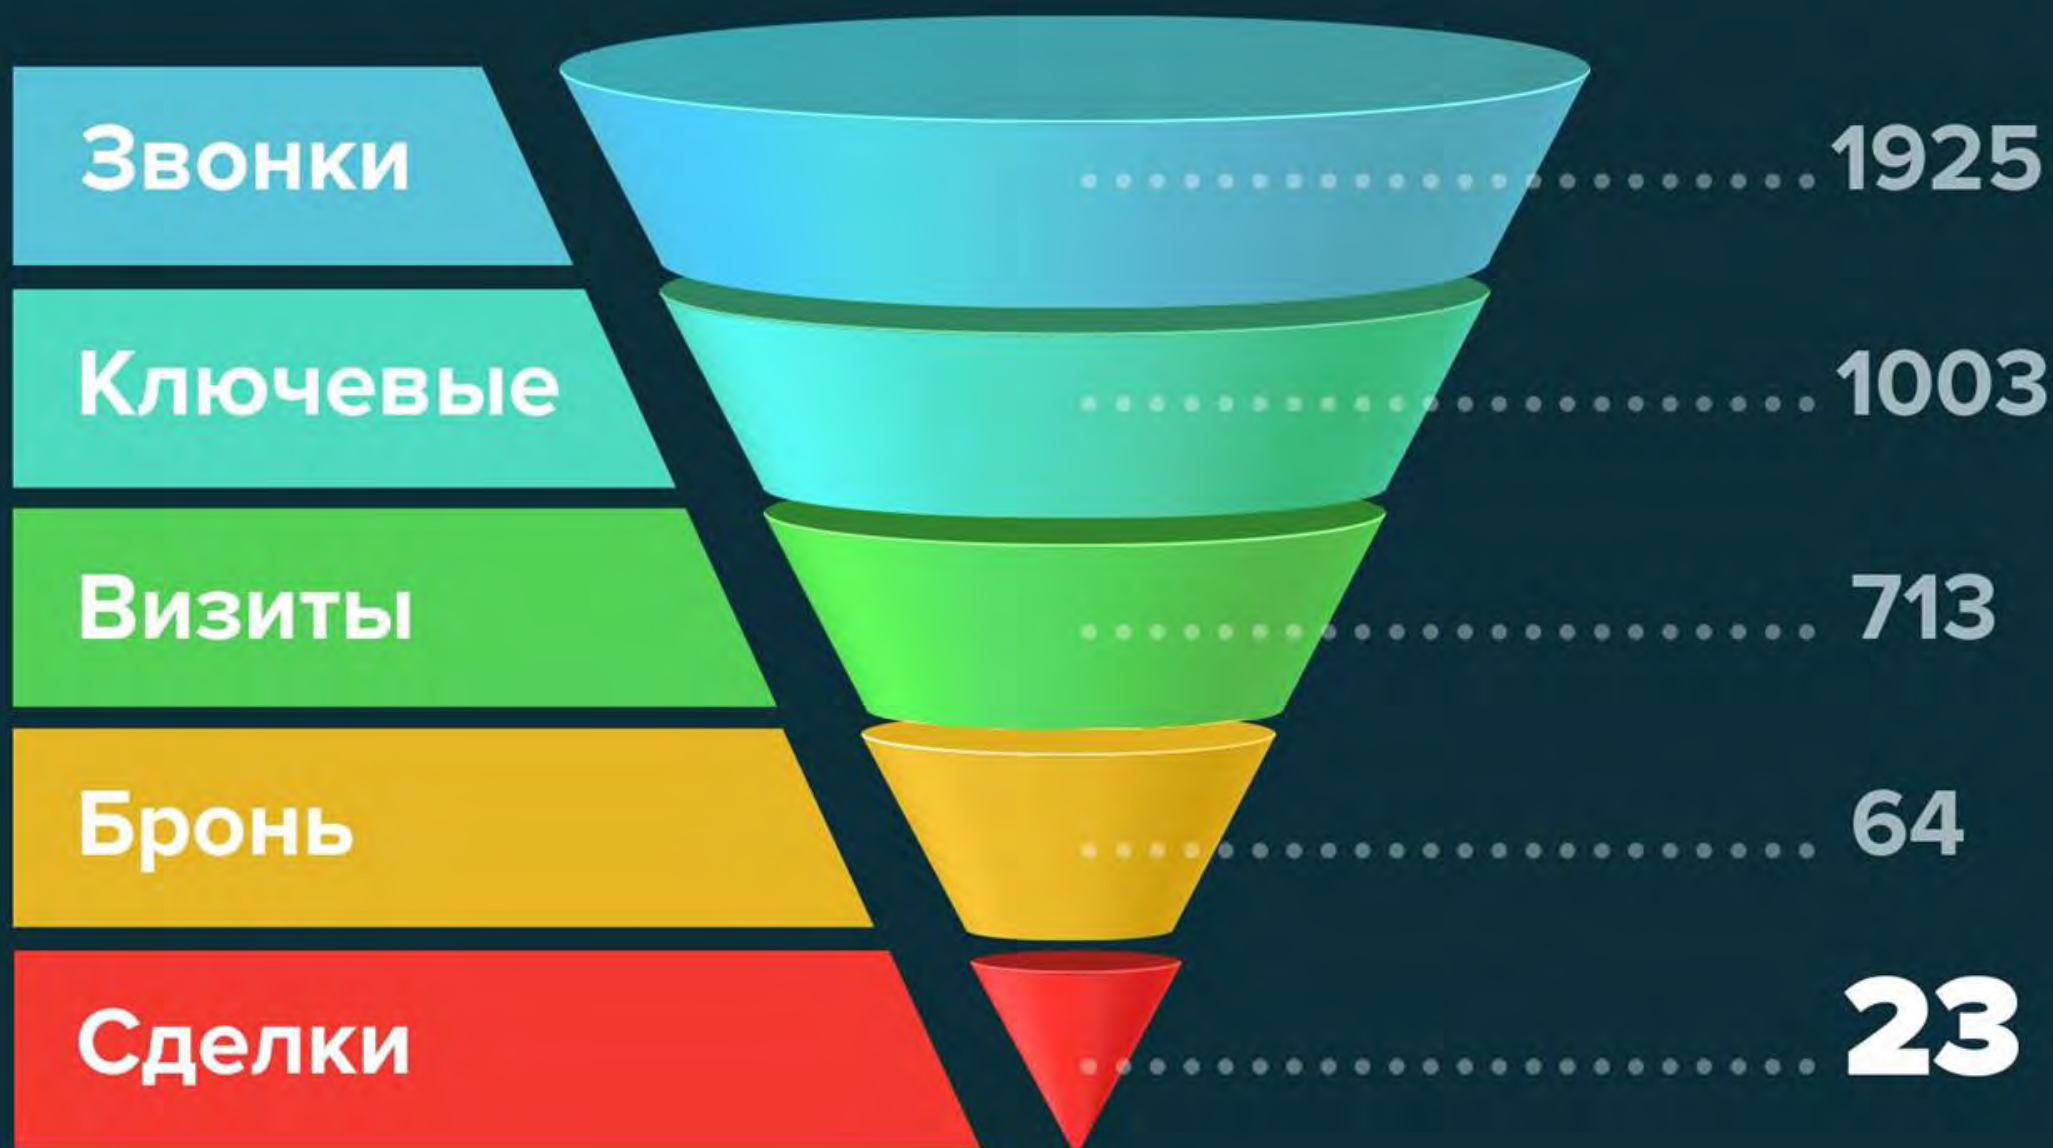 Звонки 1925
Ключевые 1003
Визиты 713
Бронь 64
Сделки 23